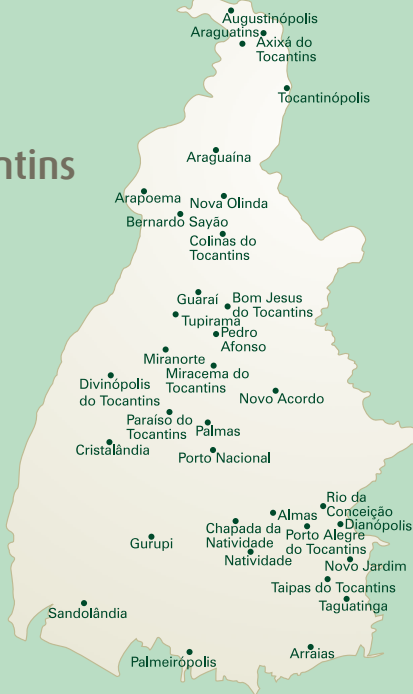 Augustinópolis
Araguatins
Axixá do
Tocantins
Tocantinópolis
ntins
Araguaína
Arapoema
Nova Olinda
Bernardo Sayão
Colinas do
Tocantins
Guaraí
Bom Jesus
do Tocantins
Tupirama
Pedro
Afonso
Miranorte
Miracema do
Tocantins
Divinópolis
do Tocantins
Novo Acordo
Paraíso do
Tocantins
Palmas
Cristalândia
Porto Nacional
Rio da
Conceição
Almas
Dianópolis
Chapada da
Natividade
Porto Alegre
do Tocantins
Gurupi
Natividade
Novo Jardim
Taipas do Tocantins
Taguatinga
Sandolândia
Arraias
Palmeirópolis